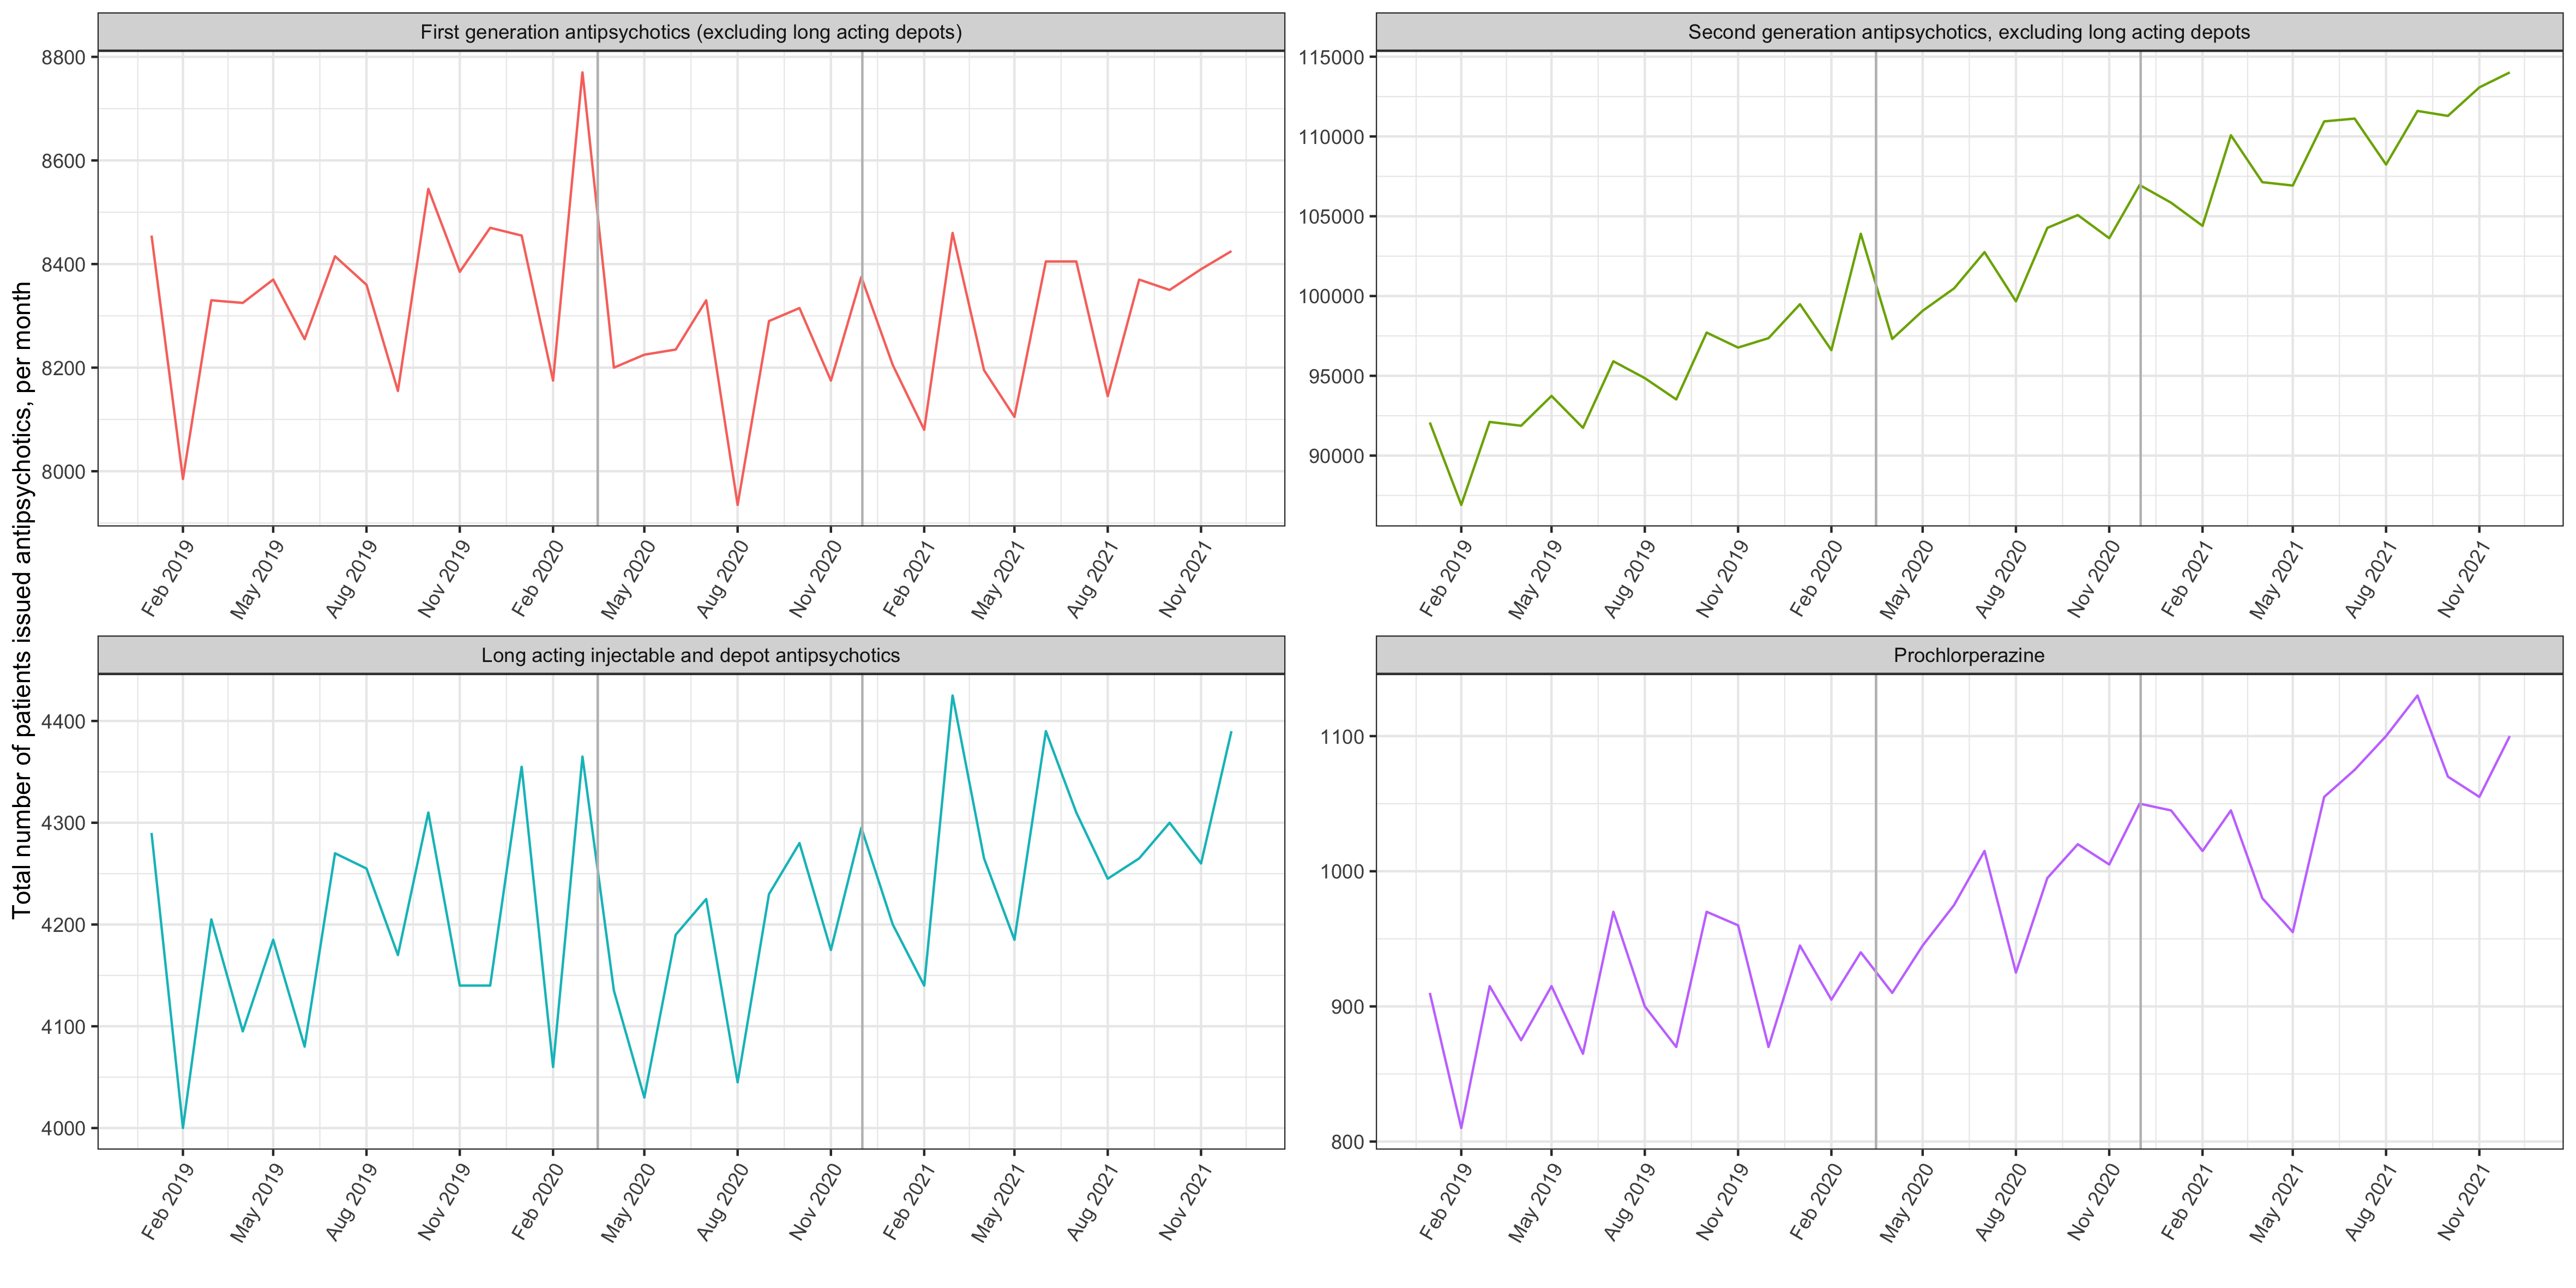 Total number of patients issued antipsychotics, per month
First generation antipsychotics (excluding long acting depots)
8800
8600
8400
8200
8000
Feb 2019
May 2019
Aug 2019
Nov 2019
Feb 2020
May 2020
Aug 2020
Nov 2020
Feb 2021
May 2021
Aug 2021
Nov 2021
Second generation antipsychotics, excluding long acting depots
115000
110000
105000
100000
95000
90000
Feb 2019
May 2019
Aug 2019
Nov 2019
Feb 2020
May 2020
Aug 2020
Nov 2020
Feb 2021
May 2021
Aug 2021
Nov 2021
Long acting injectable and depot antipsychotics
4400
4300
4200
4100
4000
Feb 2019
May 2019
Aug 2019
Nov 2019
Feb 2020
May 2020
Aug 2020
Nov 2020
Feb 2021
May 2021
Aug 2021
Nov 2021
Prochlorperazine
1100
1000
900
800
Feb 2019
May 2019
Aug 2019
Nov 2019
Feb 2020
May 2020
Aug 2020
Nov 2020
Feb 2021
May 2021
Aug 2021
Nov 2021